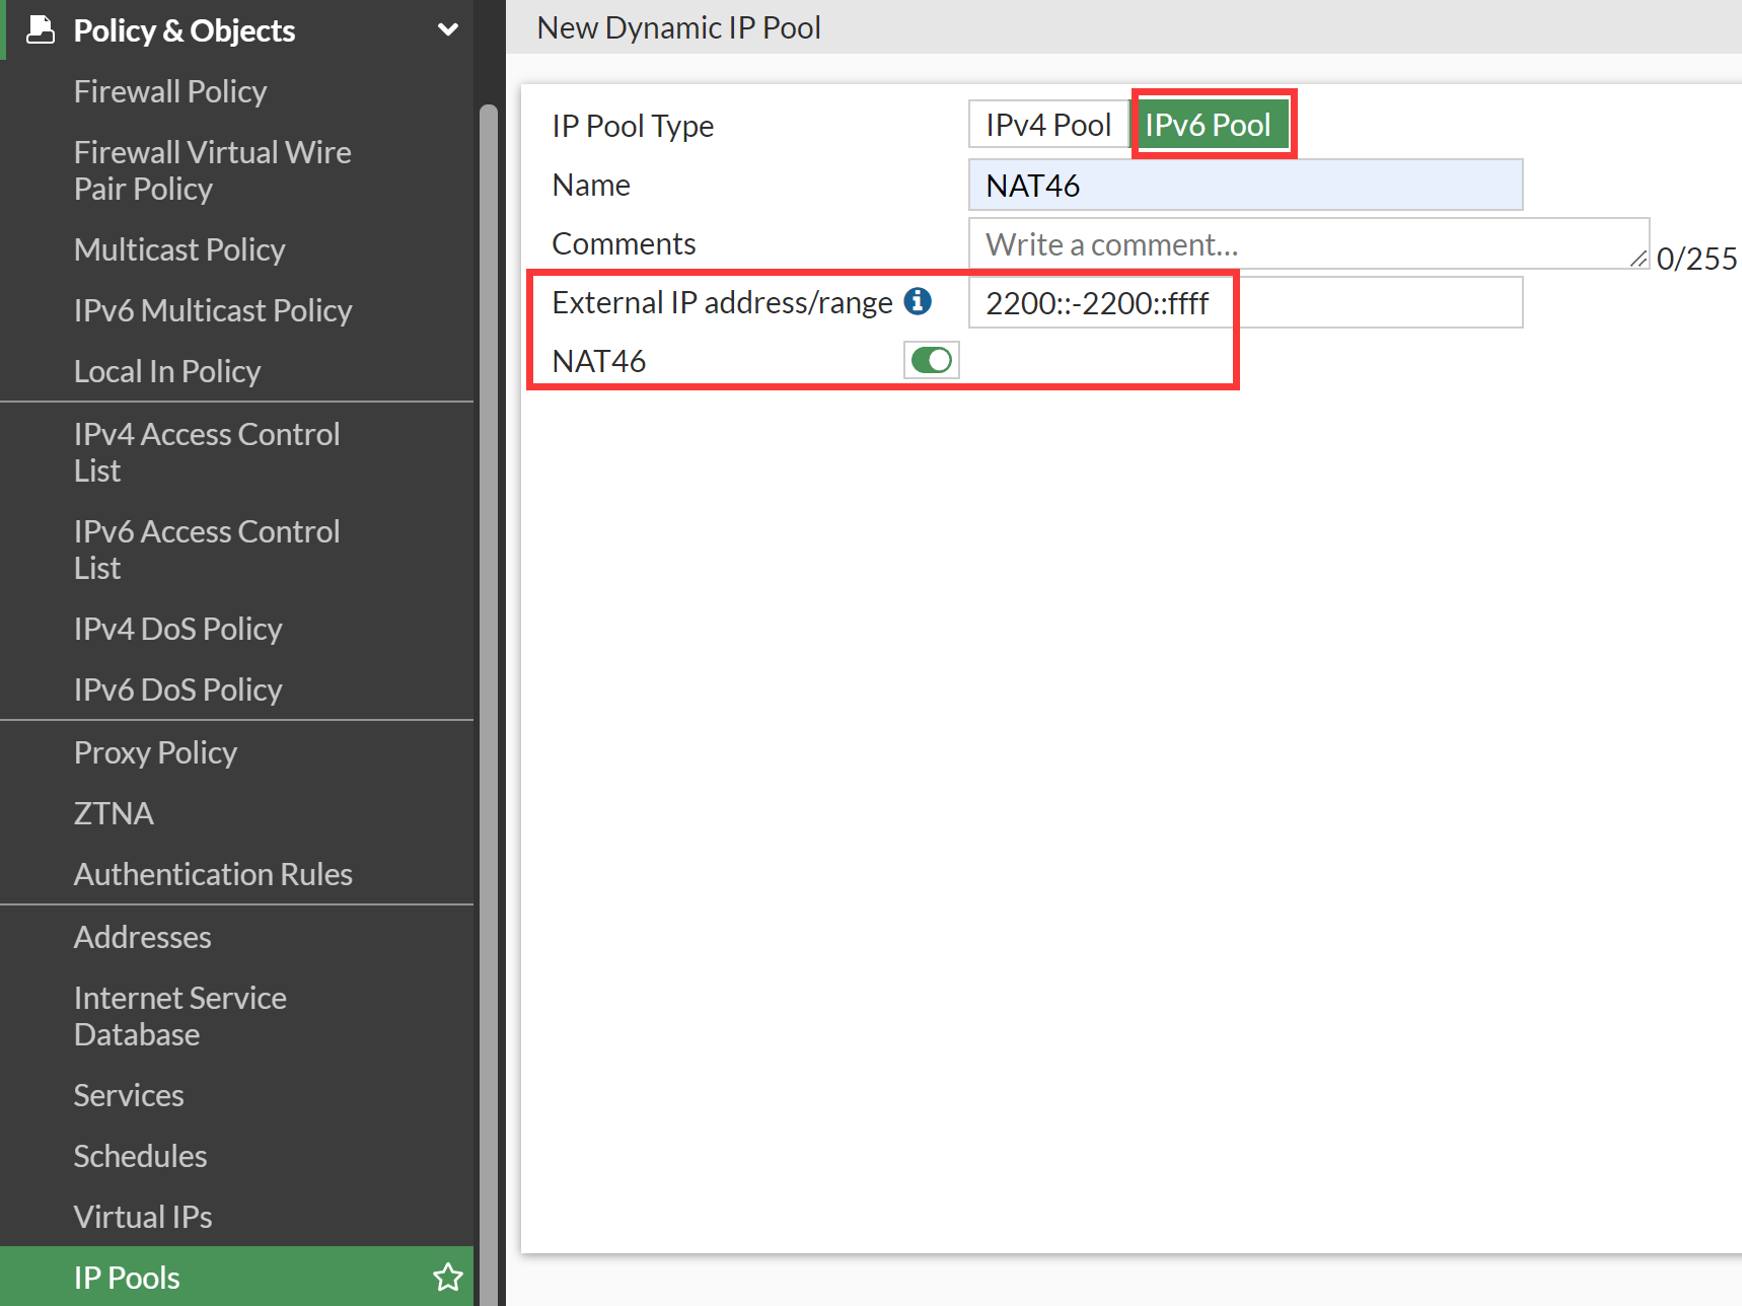 Policy & Objects
Firewall Policy
Firewall Virtual Wire
Pair Policy
Multicast Policy
IPv6 Multicast Policy
Local In Policy
IPv4 Access Control
List
IPv6 Access Control
List
IPv4 DoS Policy
IPv6 DoS Policy
Proxy Policy
ZTNA
Authentication Rules
Addresses
Internet Service
Database
Services
Schedules
Virtual IPs
IP Pools
New Dynamic IP Pool
IP Pool Type IPv4 Pool IPv6 Pool
Name NAT46
Comments Write a comment... 0/255
External IP address/range 2200::-2200::ffff
NAT46